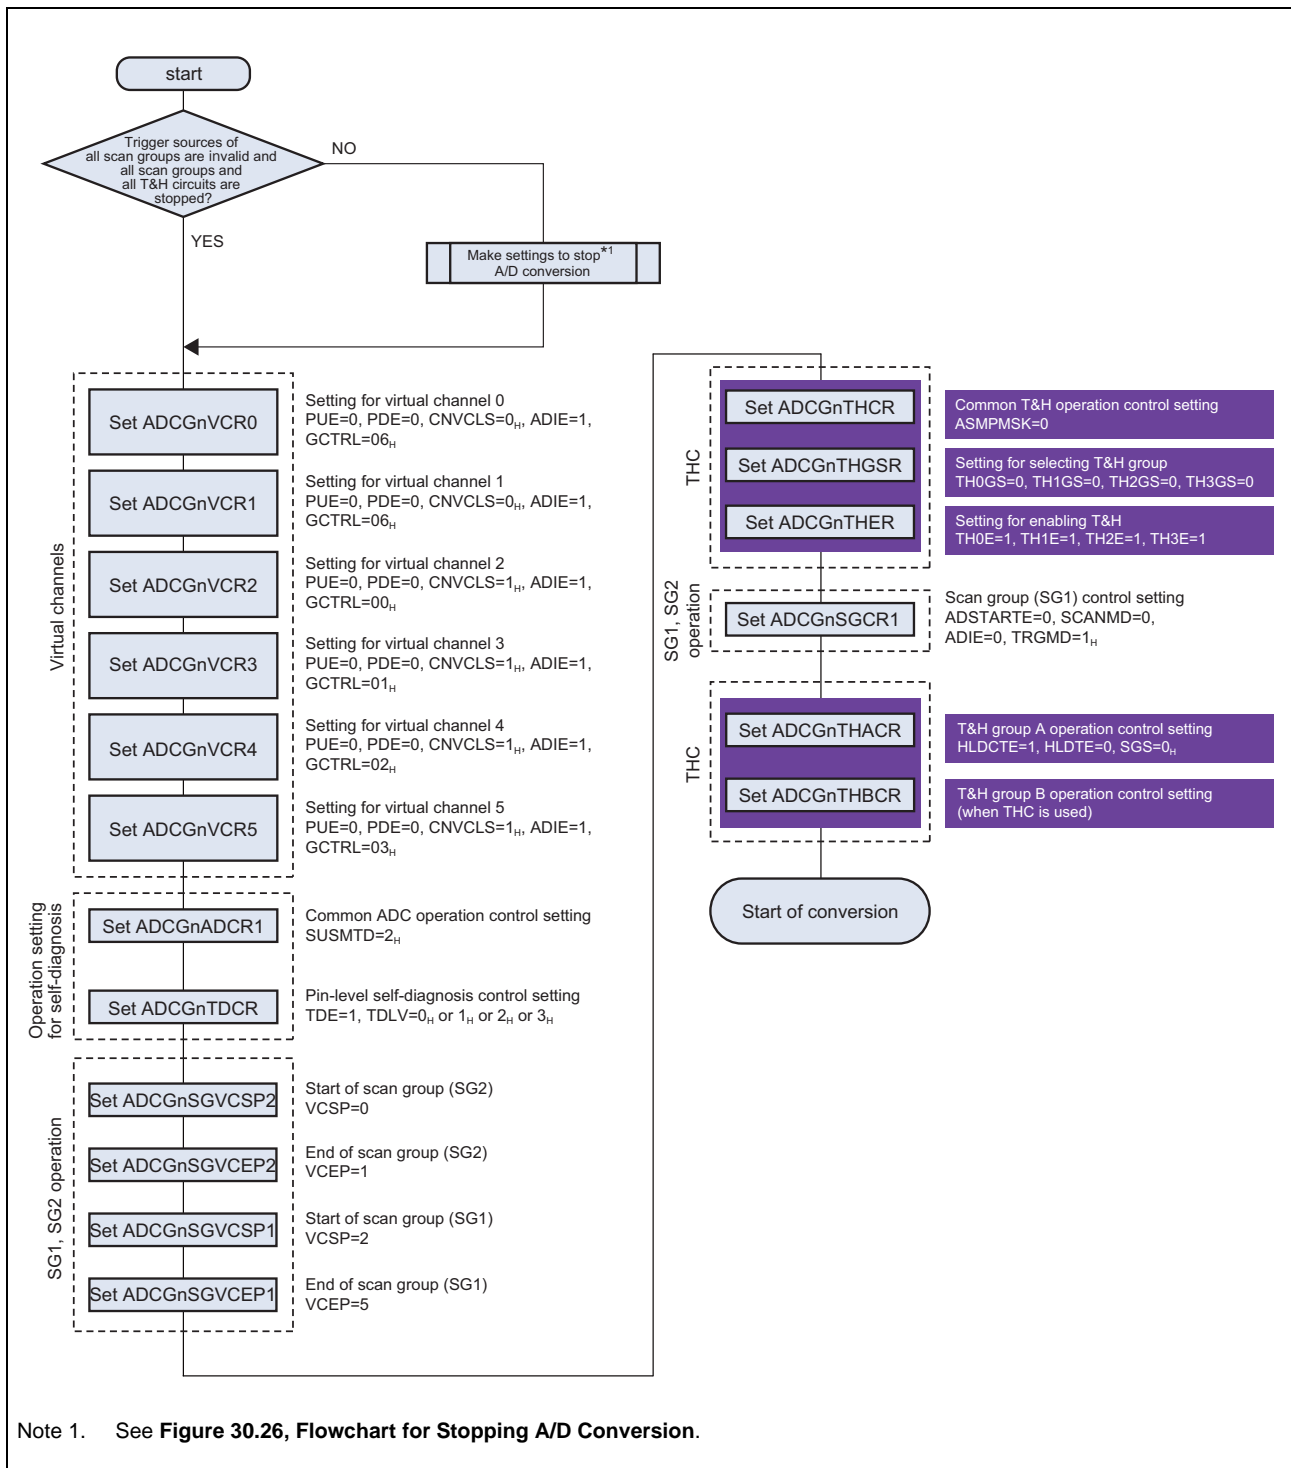 start
Trigger sources of
all scan groups are invalid and
all scan groups and
all T&H circuits are
stopped?
NO
YES
Make settings to stop*1
A/D conversion
Virtual channels
Set ADCGnVCR0
Setting for virtual channel 0
PUE=0, PDE=0, CNVCLS=0H, ADIE=1,
GCTRL=06H
Set ADCGnVCR1
Setting for virtual channel 1
PUE=0, PDE=0, CNVCLS=0H, ADIE=1,
GCTRL=06H
Set ADCGnVCR2
Setting for virtual channel 2
PUE=0, PDE=0, CNVCLS=1H, ADIE=1,
GCTRL=00H
Set ADCGnVCR3
Setting for virtual channel 3
PUE=0, PDE=0, CNVCLS=1H, ADIE=1,
GCTRL=01H
Set ADCGnVCR4
Setting for virtual channel 4
PUE=0, PDE=0, CNVCLS=1H, ADIE=1,
GCTRL=02H
Set ADCGnVCR5
Setting for virtual channel 5
PUE=0, PDE=0, CNVCLS=1H, ADIE=1,
GCTRL=03H
Operation setting
for self-diagnosis
Set ADCGnADCR1
Common ADC operation control setting
SUSMTD=2H
Set ADCGnTDCR
Pin-level self-diagnosis control setting
TDE=1, TDLV=0H or 1H or 2H or 3H
SG1, SG2 operation
Set ADCGnSGVCSP2
Start of scan group (SG2)
VCSP=0
Set ADCGnSGVCEP2
End of scan group (SG2)
VCEP=1
Set ADCGnSGVCSP1
Start of scan group (SG1)
VCSP=2
Set ADCGnSGVCEP1
End of scan group (SG1)
VCEP=5
THC
Set ADCGnTHCR
Common T&H operation control setting
ASMPMSK=0
Set ADCGnTHGSR
Setting for selecting T&H group
TH0GS=0, TH1GS=0, TH2GS=0, TH3GS=0
Set ADCGnTHER
Setting for enabling T&H
TH0E=1, TH1E=1, TH2E=1, TH3E=1
SG1, SG2
operation
Set ADCGnSGCR1
Scan group (SG1) control setting
ADSTARTE=0, SCANMD=0,
ADIE=0, TRGMD=1H
THC
Set ADCGnTHACR
T&H group A operation control setting
HLDCTE=1, HLDTE=0, SGS=0H
Set ADCGnTHBCR
T&H group B operation control setting
(when THC is used)
Start of conversion
Note 1. See Figure 30.26, Flowchart for Stopping A/D Conversion.